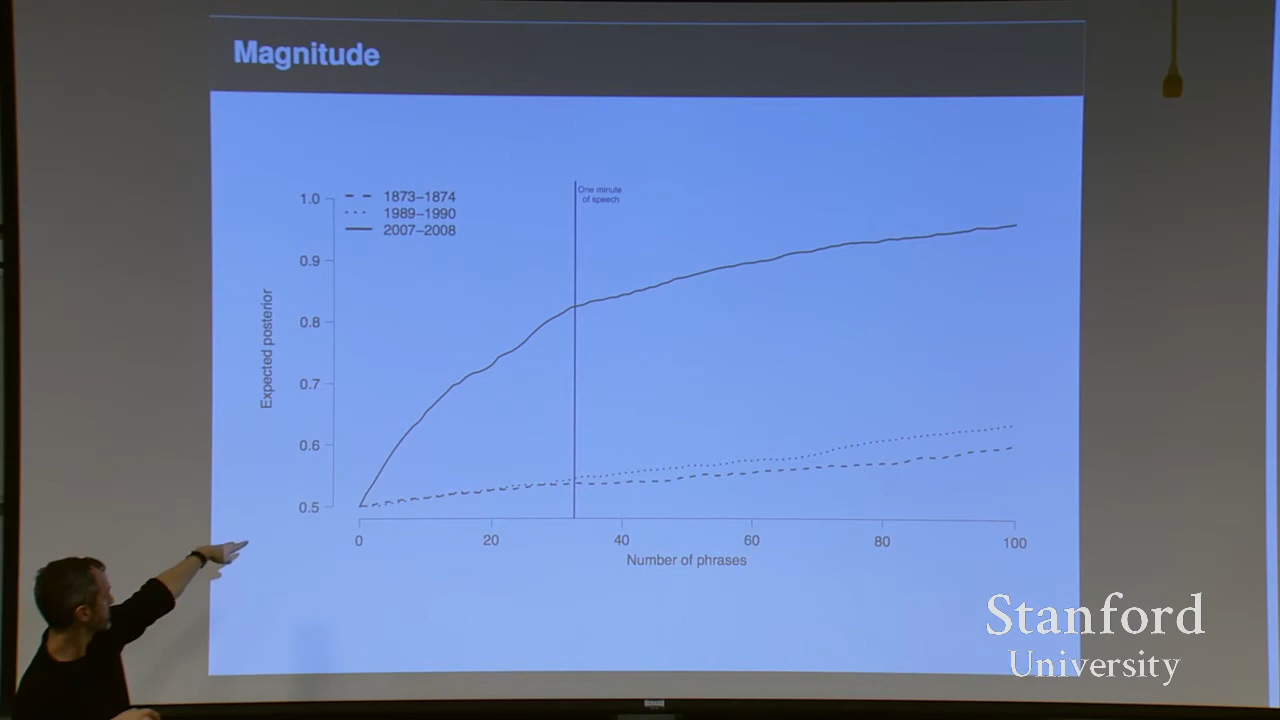 Magnitude
1873–1874
1989–1990
2007–2008
One minute
of speech
1.0
0.9
0.8
0.7
0.6
0.5
Expected posterior
0
20
40
60
80
100
Number of phrases
Stanford
University